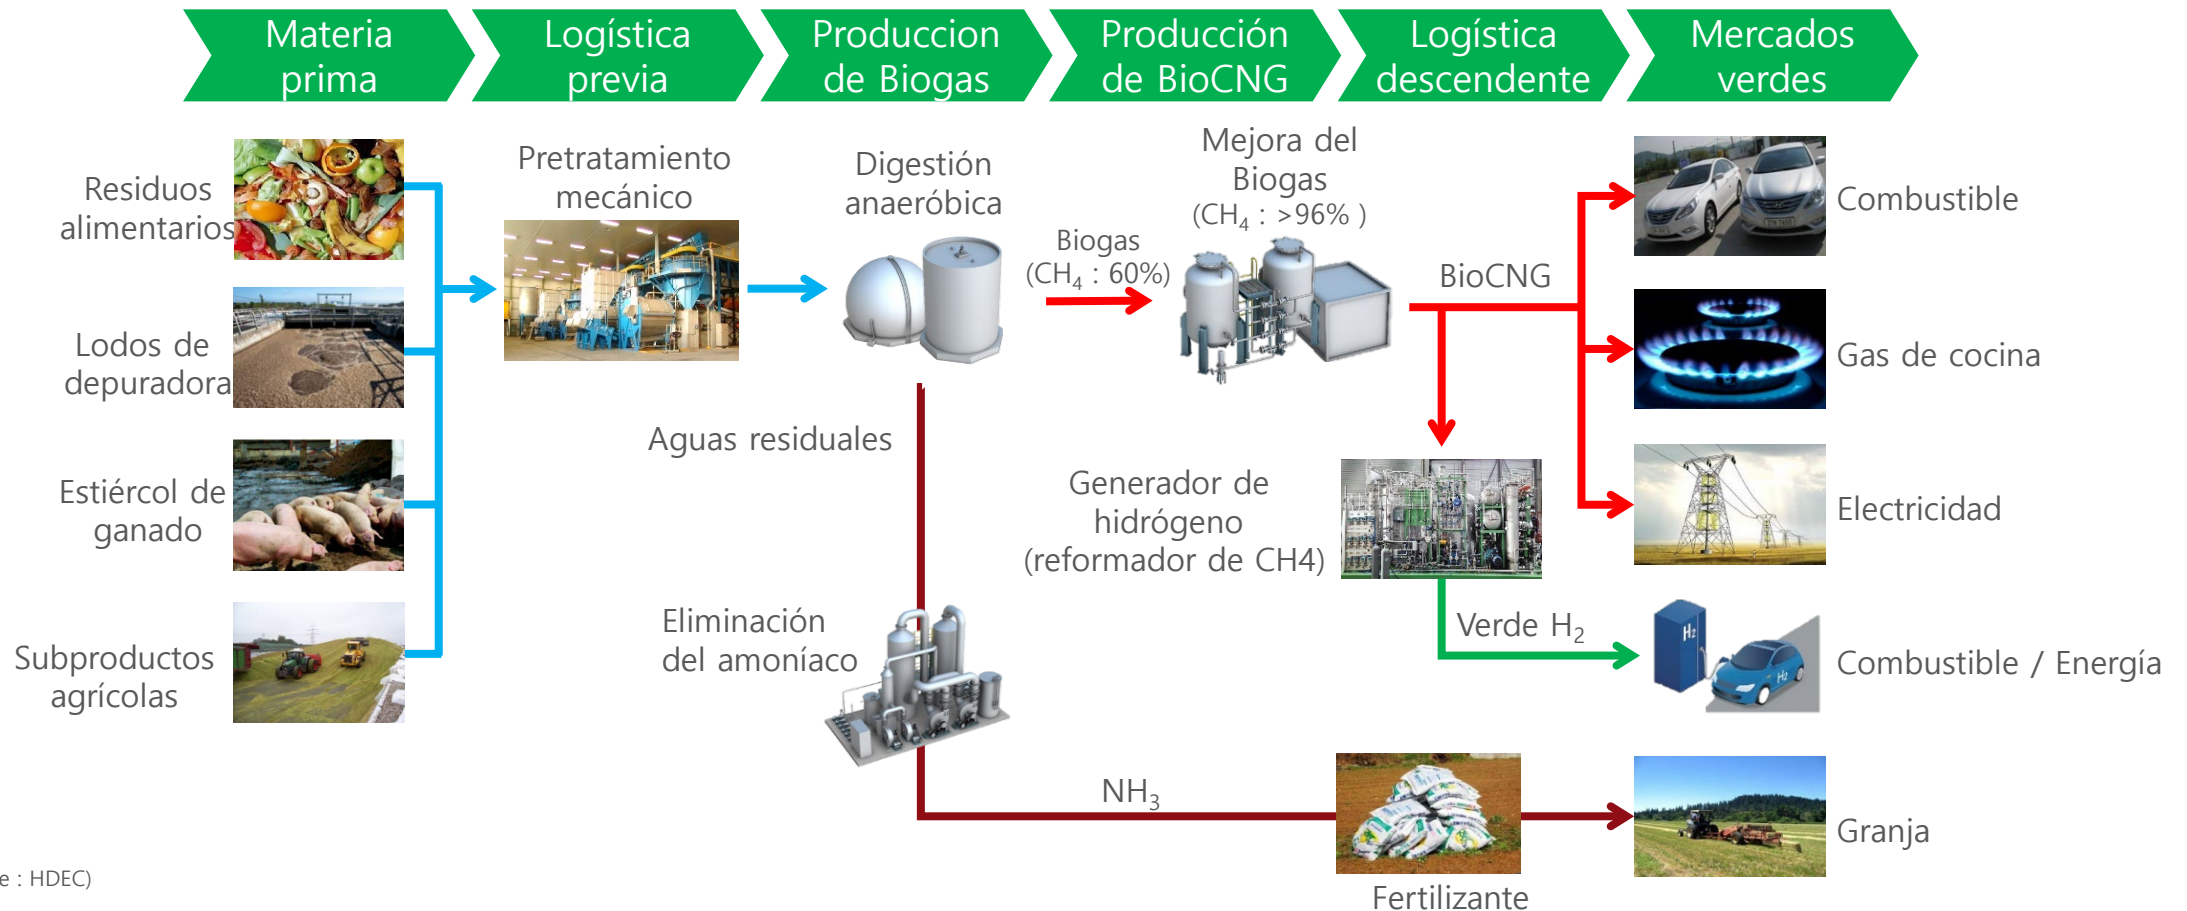 Materia
prima
Logística
previa
Produccion
de Biogas
Producción
de BioCNG
Logística
descendente
Mercados
verdes
Residuos
alimentarios
Lodos de
depuradora
Estiércol de
ganado
Subproductos
agrícolas
Pretratamiento
mecánico
Digestión
anaeróbica
Biogas
(CH₄ : 60%)
Mejora del
Biogas
(CH₄ : >96% )
BioCNG
Aguas residuales
Eliminación
del amoníaco
Generador de
hidrógeno
(reformador de CH4)
Verde H₂
NH₃
Fertilizante
Combustible
Gas de cocina
Electricidad
H₂
H₂
Combustible / Energía
Granja
e : HDEC)